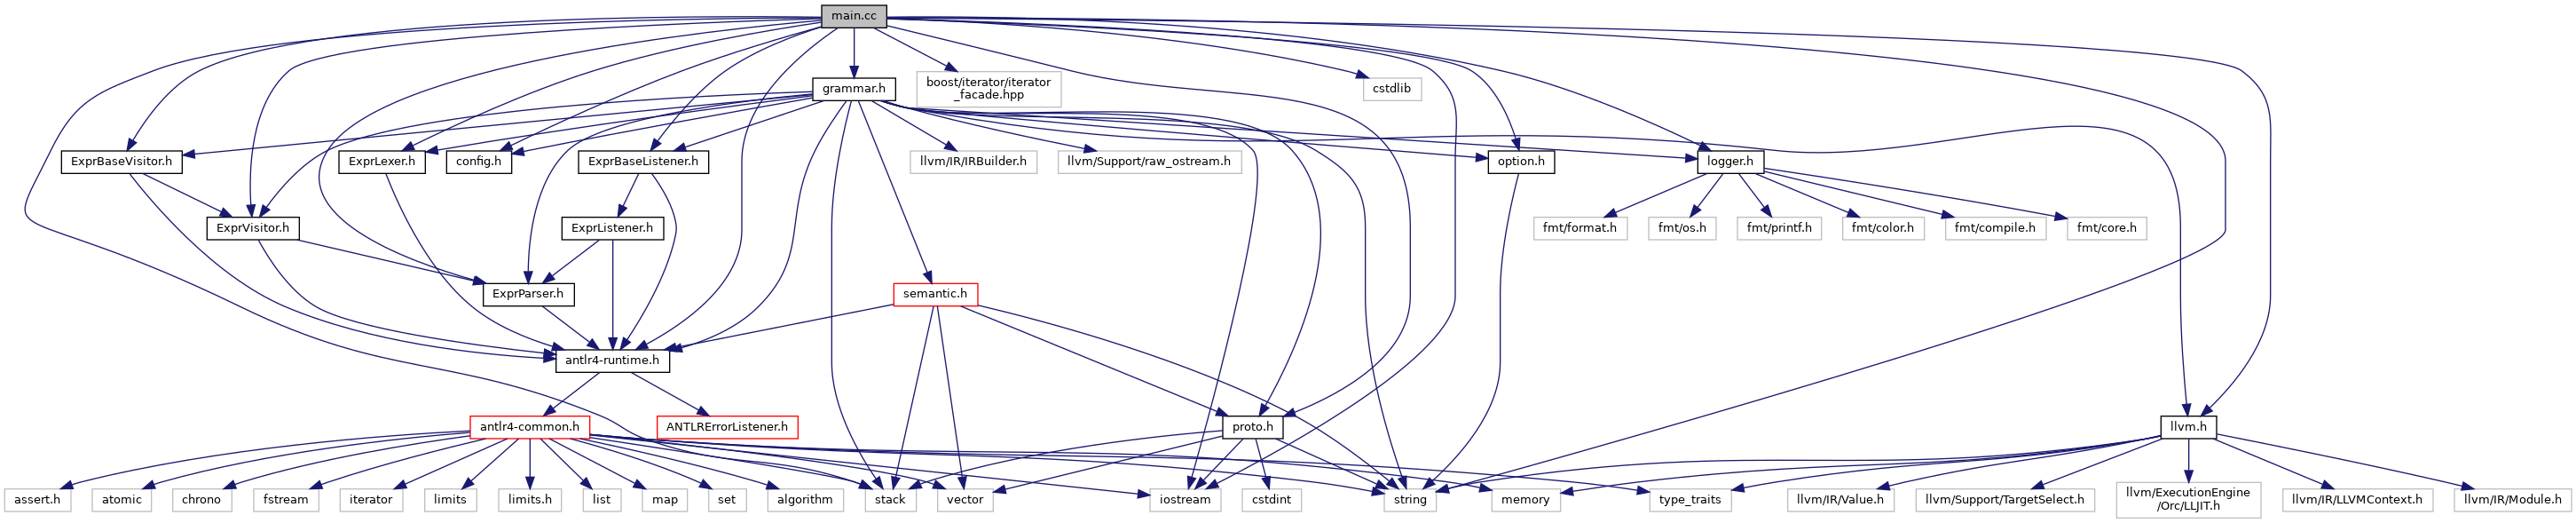 main.cc
grammar.h
boost/iterator/iterator
_facade.hpp
cstdlib
ExprBaseVisitor.h
ExprLexer.h
config.h
ExprBaseListener.h
llvm/IR/IRBuilder.h
llvm/Support/raw_ostream.h
option.h
logger.h
ExprVisitor.h
ExprListener.h
fmt/format.h
fmt/os.h
fmt/printf.h
fmt/color.h
fmt/compile.h
fmt/core.h
ExprParser.h
semantic.h
antlr4-runtime.h
antlr4-common.h
ANTLRErrorListener.h
proto.h
llvm.h
assert.h
atomic
chrono
fstream
iterator
limits
limits.h
list
map
set
algorithm
stack
vector
iostream
cstdint
string
memory
type_traits
llvm/IR/Value.h
llvm/Support/TargetSelect.h
llvm/ExecutionEngine
/Orc/LLJIT.h
llvm/IR/LLVMContext.h
llvm/IR/Module.h